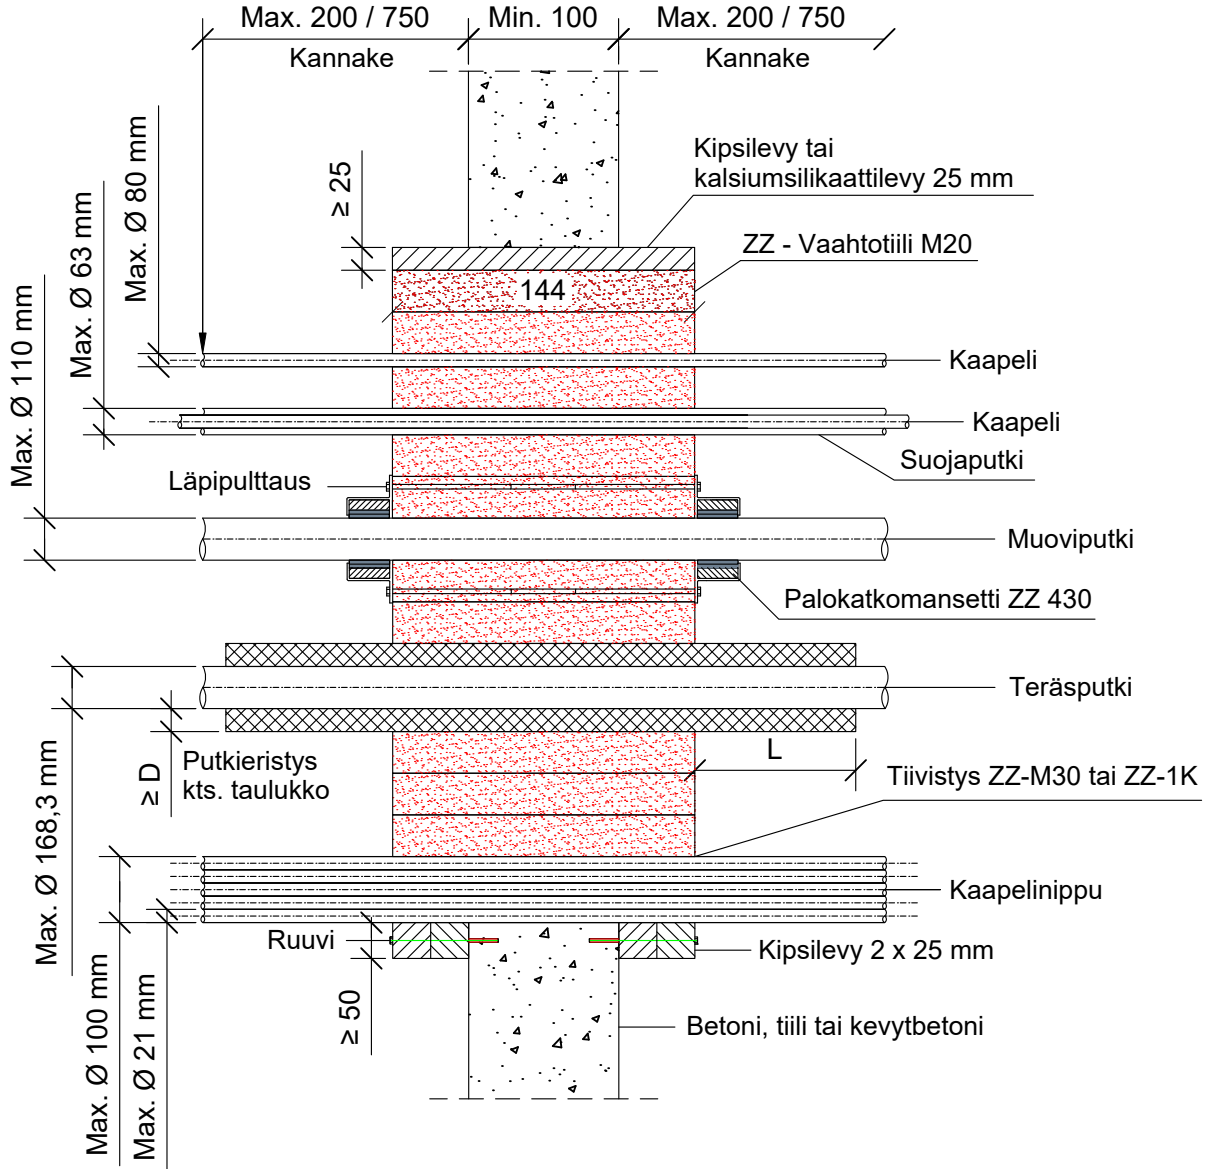 Max. 200 / 750
Min. 100
Max. 200 / 750
Kannake
Kannake
Kipsilevy tai
kalsiumsilikaattilevy 25 mm
≥ 25
ZZ - Vaahtotiili M20
144
Max. Ø 80 mm
Max. Ø 63 mm
Max. Ø 110 mm
Kaapeli
Kaapeli
Suojaputki
Läpipulttaus
Muoviputki
Palokatkomansetti ZZ 430
Teräsputki
L
≥ D
Putkieristys
kts. taulukko
Tiivistys ZZ-M30 tai ZZ-1K
Max. Ø 168,3 mm
Kaapelinippu
Ruuvi
Kipsilevy 2 x 25 mm
≥ 50
Betoni, tiili tai kevytbetoni
Max. Ø 100 mm
Max. Ø 21 mm